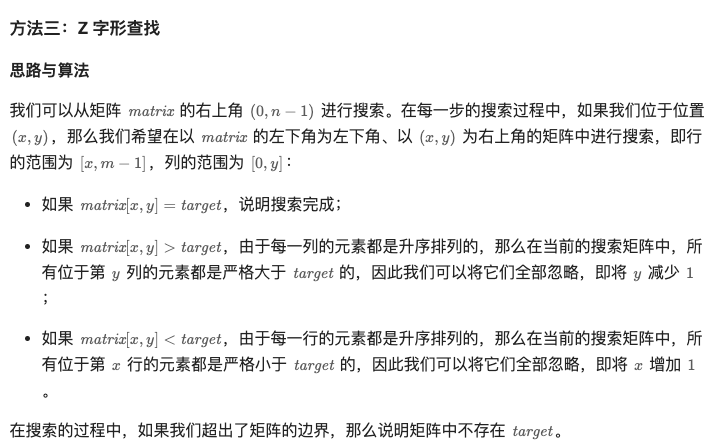 方法三：Z 字形查找
思路与算法
我们可以从矩阵 matrix 的右上角 (0, n − 1) 进行搜索。在每一步的搜索过程中，如果我们位于位置
(x, y)，那么我们希望在以 matrix 的左下角为左下角、以 (x, y) 为右上角的矩阵中进行搜索，即行
的范围为 [x, m − 1]，列的范围为 [0, y]：
• 如果 matrix[x, y] = target，说明搜索完成；
• 如果 matrix[x, y] > target，由于每一列的元素都是升序排列的，那么在当前的搜索矩阵中，所
有位于第 y 列的元素都是严格大于 target 的，因此我们可以将它们全部忽略，即将 y 减少 1
；
• 如果 matrix[x, y] < target，由于每一行的元素都是升序排列的，那么在当前的搜索矩阵中，所
有位于第 x 行的元素都是严格小于 target 的，因此我们可以将它们全部忽略，即将 x 增加 1
。
在搜索的过程中，如果我们超出了矩阵的边界，那么说明矩阵中不存在 target。